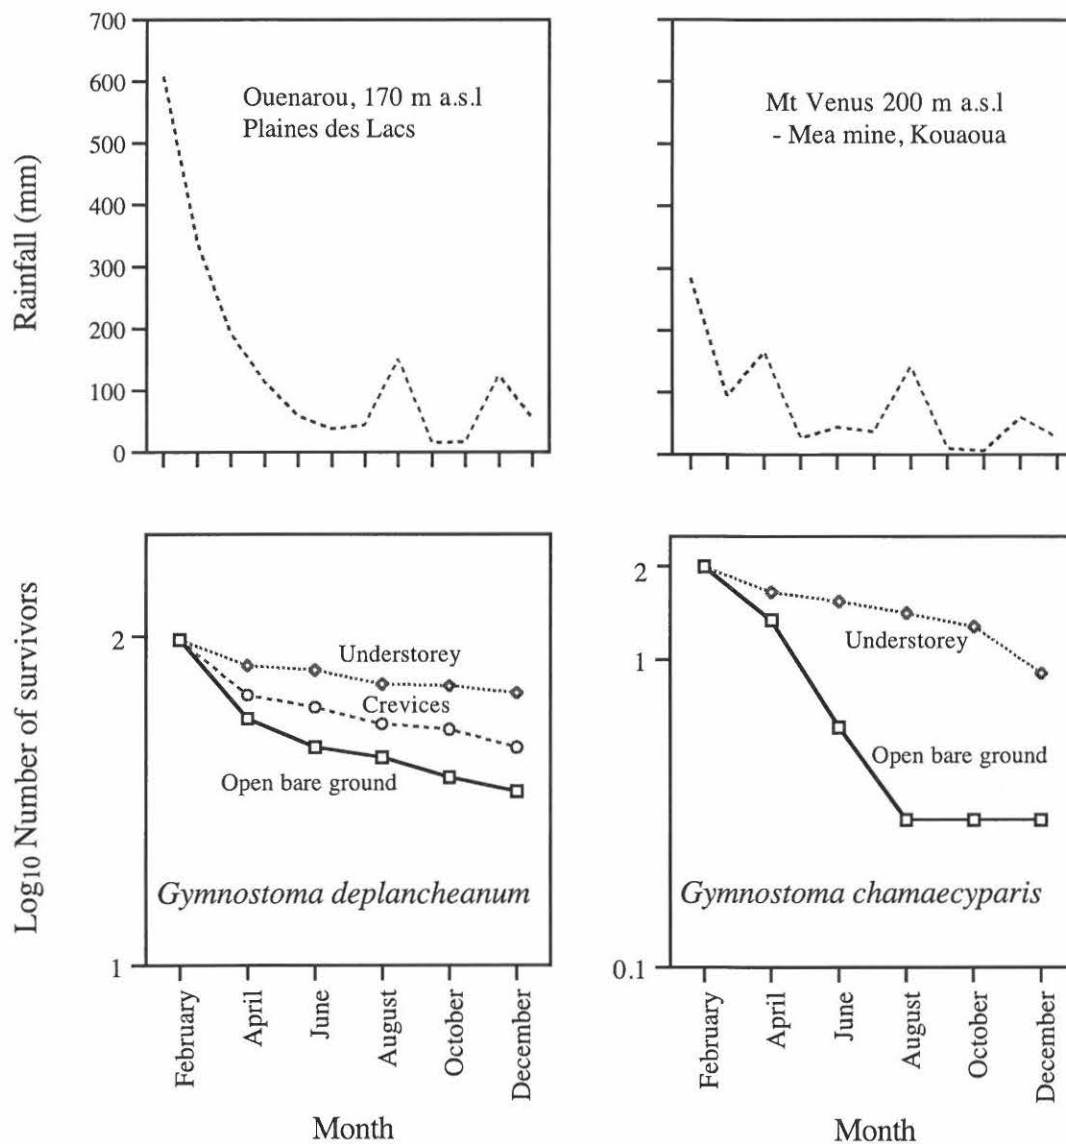 700
600
500
400
300
200
100
0
Rainfall (mm)
Ouenarou, 170 m a.s.l
Plaines des Lacs
Mt Venus 200 m a.s.l
- Mea mine, Kouaoua
Log10 Number of survivors
2
1
Understorey
Crevices
Open bare ground
Gymnostoma deplancheanum
February
April
June
August
October
December
Month
2
1
0.1
Understorey
Open bare ground
Gymnostoma chamaecyparis
February
April
June
August
October
December
Month